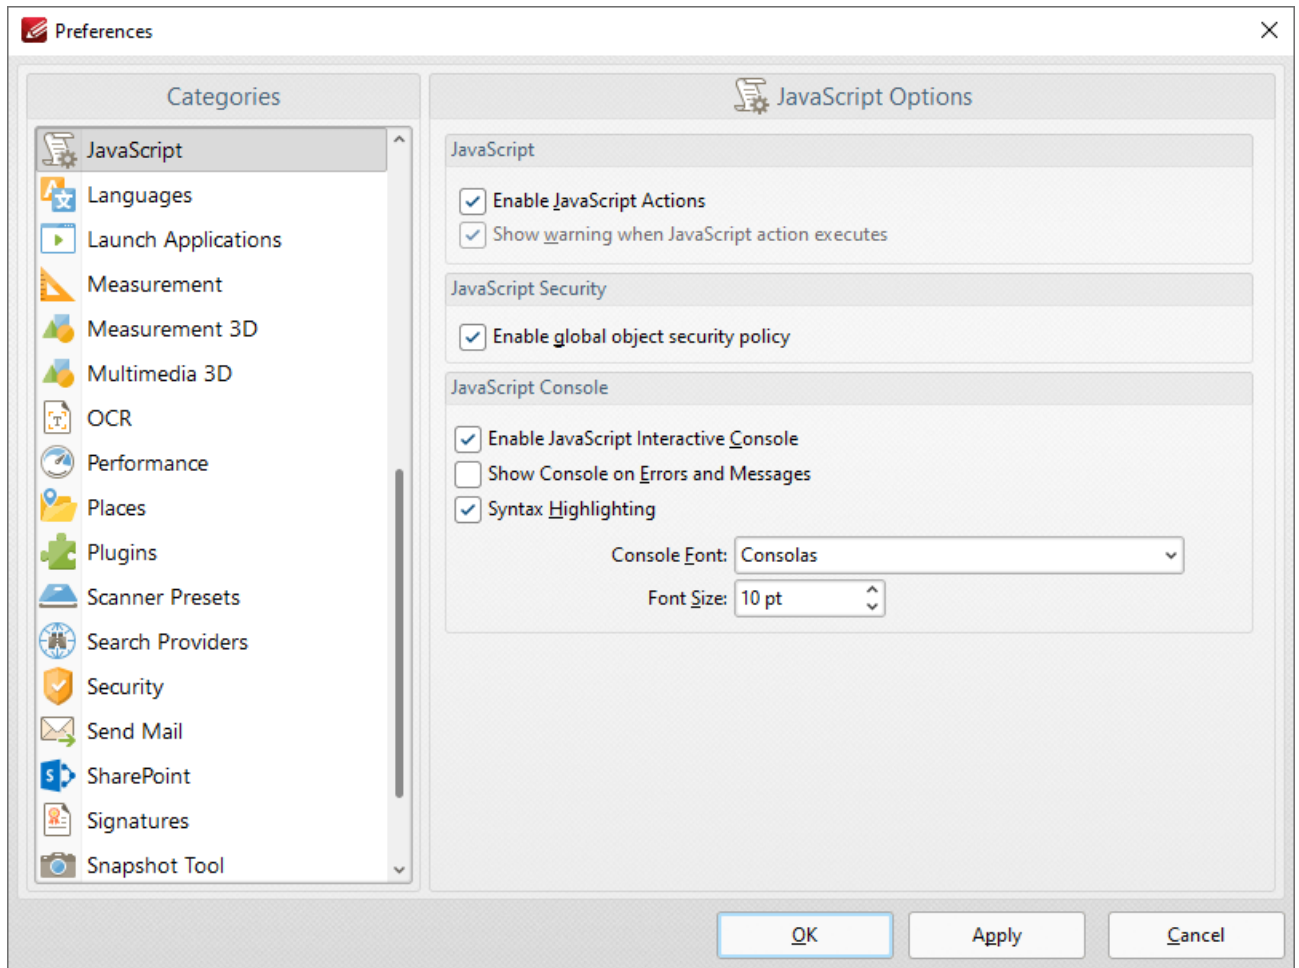 Preferences
Categories
JavaScript
Languages
Launch Applications
Measurement
Measurement 3D
Multimedia 3D
OCR
Performance
Places
Plugins
Scanner Presets
Search Providers
Security
Send Mail
SharePoint
Signatures
Snapshot Tool
JavaScript Options
JavaScript
Enable JavaScript Actions
Show warning when JavaScript action executes
JavaScript Security
Enable global object security policy
JavaScript Console
Enable JavaScript Interactive Console
Show Console on Errors and Messages
Syntax Highlighting
Console Font: Consolas
Font Size: 10 pt
OK Apply Cancel